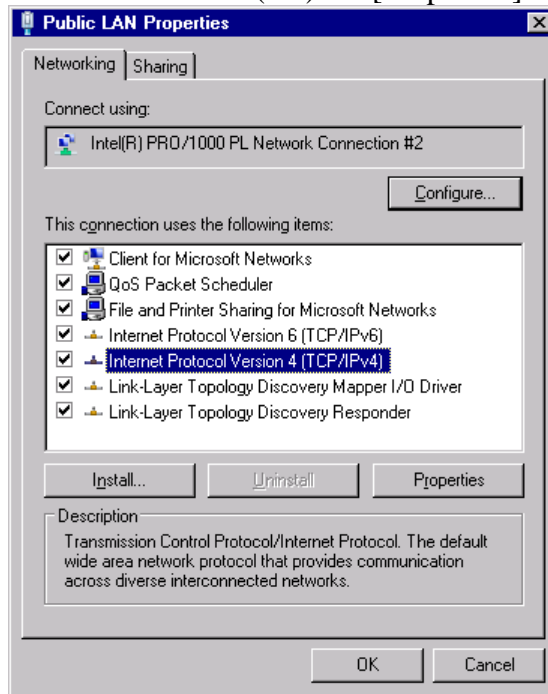 Public LAN Properties
Networking
Sharing
Connect using:
Intel(R) PRO/1000 PL Network Connection #2
Configure...
This connection uses the following items:
Client for Microsoft Networks
QoS Packet Scheduler
File and Printer Sharing for Microsoft Networks
Internet Protocol Version 6 (TCP/IPv6)
Internet Protocol Version 4 (TCP/IPv4)
Link-Layer Topology Discovery Mapper I/O Driver
Link-Layer Topology Discovery Responder
Install...
Uninstall
Properties
Description
Transmission Control Protocol/Internet Protocol. The default
wide area network protocol that provides communication
across diverse interconnected networks.
OK
Cancel